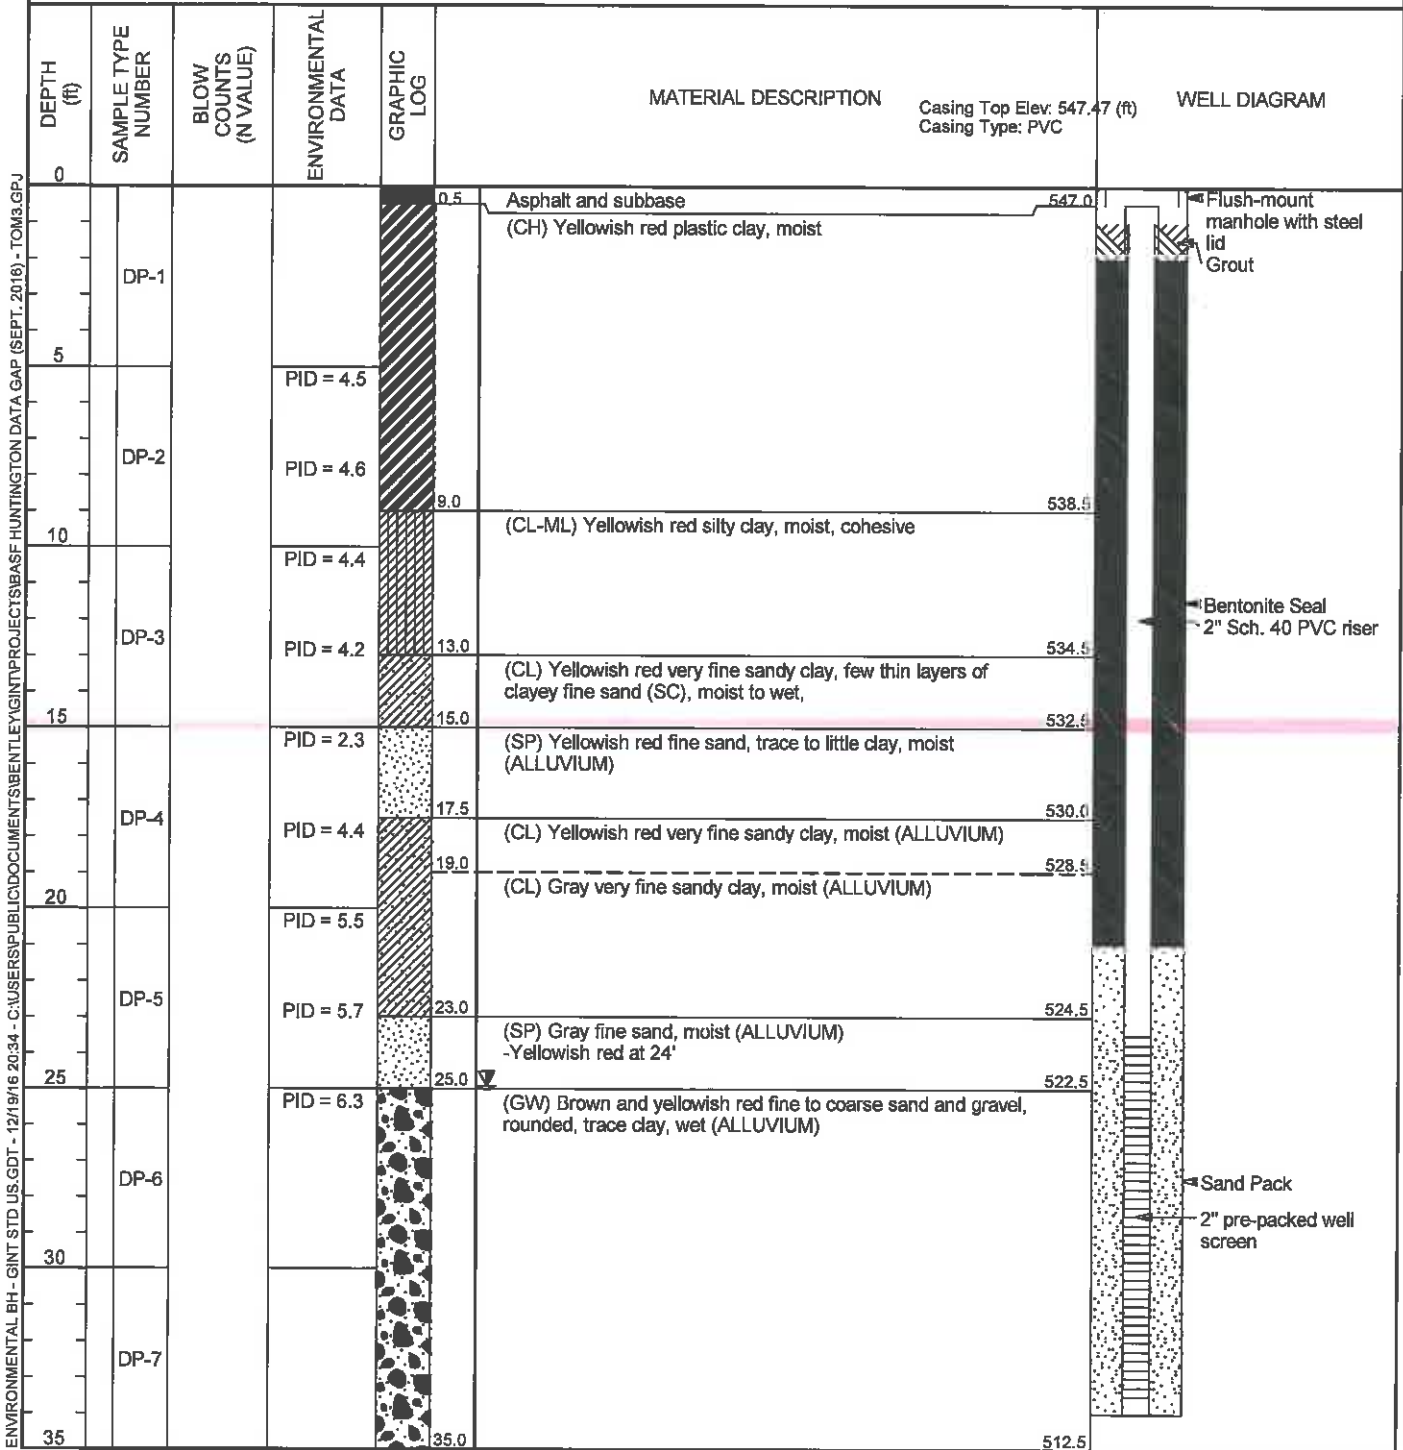 DEPTH
(ft)
SAMPLE TYPE
NUMBER
BLOW
COUNTS
(N VALUE)
ENVIRONMENTAL
DATA
GRAPHIC
LOG
MATERIAL DESCRIPTION
Casing Top Elev: 547.47 (ft)
Casing Type: PVC
WELL DIAGRAM
0
0.5
Asphalt and subbase
547.0
Flush-mount
manhole with steel
lid
Grout
(CH) Yellowish red plastic clay, moist
DP-1
5
PID = 4.5
DP-2
PID = 4.6
9.0
538.5
(CL-ML) Yellowish red silty clay, moist, cohesive
10
PID = 4.4
Bentonite Seal
2" Sch. 40 PVC riser
DP-3
PID = 4.2
13.0
534.5
(CL) Yellowish red very fine sandy clay, few thin layers of
clayey fine sand (SC), moist to wet,
15
15.0
532.5
PID = 2.3
(SP) Yellowish red fine sand, trace to little clay, moist
(ALLUVIUM)
17.5
530.0
DP-4
PID = 4.4
(CL) Yellowish red very fine sandy clay, moist (ALLUVIUM)
19.0
528.5
(CL) Gray very fine sandy clay, moist (ALLUVIUM)
20
PID = 5.5
DP-5
PID = 5.7
23.0
524.5
(SP) Gray fine sand, moist (ALLUVIUM)
-Yellowish red at 24'
25
25.0
522.5
PID = 6.3
(GW) Brown and yellowish red fine to coarse sand and gravel,
rounded, trace clay, wet (ALLUVIUM)
DP-6
Sand Pack
2" pre-packed well
screen
30
DP-7
35
35.0
512.5
ENVIRONMENTAL BH - GINT STD US.GDT - 12/19/16 20:34 - C:\USERS\PUBLIC\DOCUMENTS\BENTLEY\GINT\PROJECTS\BASF HUNTINGTON DATA GAP (SEPT. 2016) - TOM3.GPJ